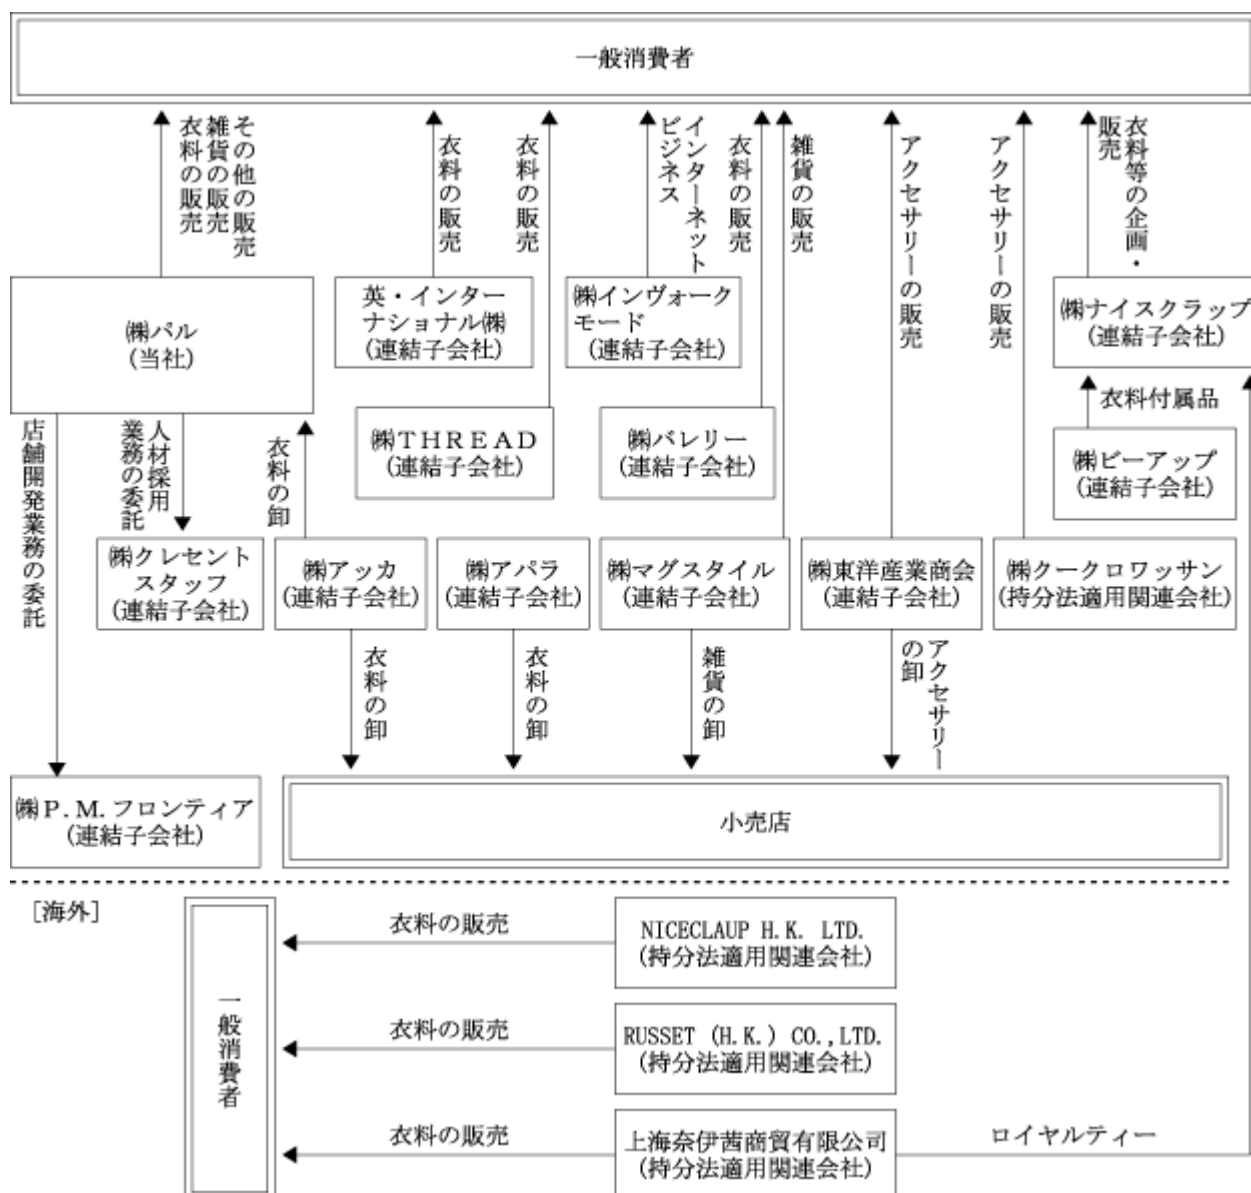 一般消費者
その他の販売
雑貨の販売
衣料の販売
衣料の販売
衣料の販売
インターネット
ビジネス
衣料の販売
雑貨の販売
アクセサリーの販売
アクセサリーの販売
衣料等の企画・
販売
㈱パル
(当社)
英・インター
ナショナル㈱
(連結子会社)
㈱インヴォーク
モード
(連結子会社)
㈱ナイスクラップ
(連結子会社)
衣料付属品
㈱THREAD
(連結子会社)
㈱バレリー
(連結子会社)
㈱ビーアップ
(連結子会社)
店舗開発業務の委託
人材採用
業務の委託
衣料の卸
㈱クレセント
スタッフ
(連結子会社)
㈱アッカ
(連結子会社)
㈱アパラ
(連結子会社)
㈱マグスタイル
(連結子会社)
㈱東洋産業商会
(連結子会社)
㈱クークロワッサン
(持分法適用関連会社)
衣料の卸
衣料の卸
雑貨の卸
アクセサリー
の卸
㈱P.M.フロンティア
(連結子会社)
小売店
[海外]
一般消費者
衣料の販売
NICECLAUP H.K. LTD.
(持分法適用関連会社)
衣料の販売
RUSSET (H.K.) CO.,LTD.
(持分法適用関連会社)
衣料の販売
上海奈伊茜商貿有限公司
(持分法適用関連会社)
ロイヤルティー